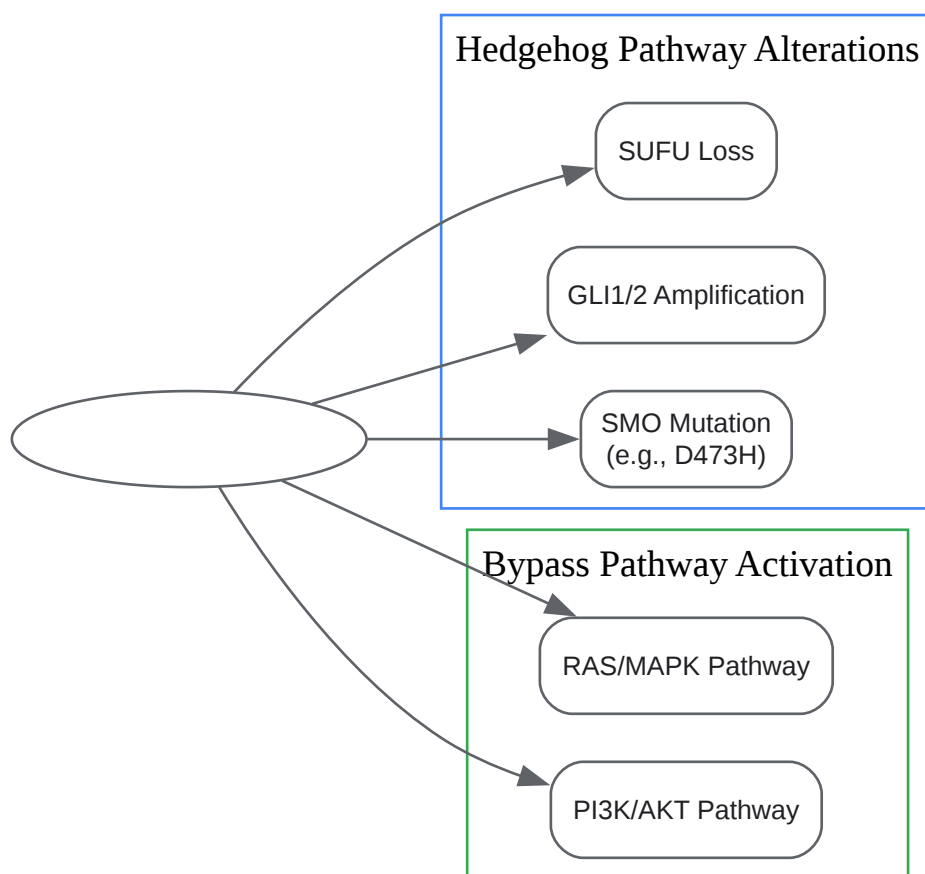 Hedgehog Pathway Alterations
SUFU Loss
GLI1/2 Amplification
SMO Mutation
(e.g., D473H)
Bypass Pathway Activation
RAS/MAPK Pathway
PI3K/AKT Pathway